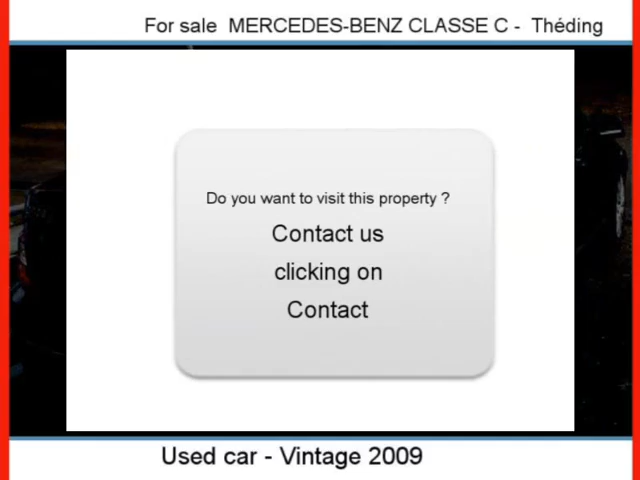 For sale MERCEDES-BENZ CLASSE C - Théding
Do you want to visit this property ?
Contact us
clicking on
Contact
Used car - Vintage 2009